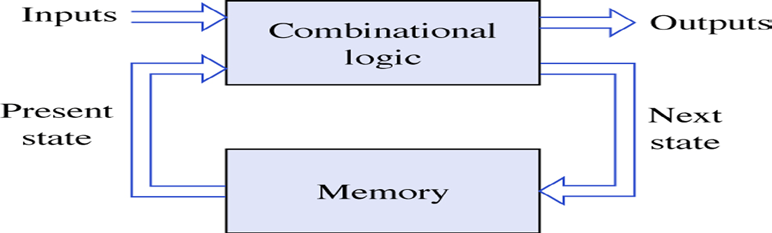 Inputs
Combinational
logic
Outputs
Present
state
Next
state
Memory